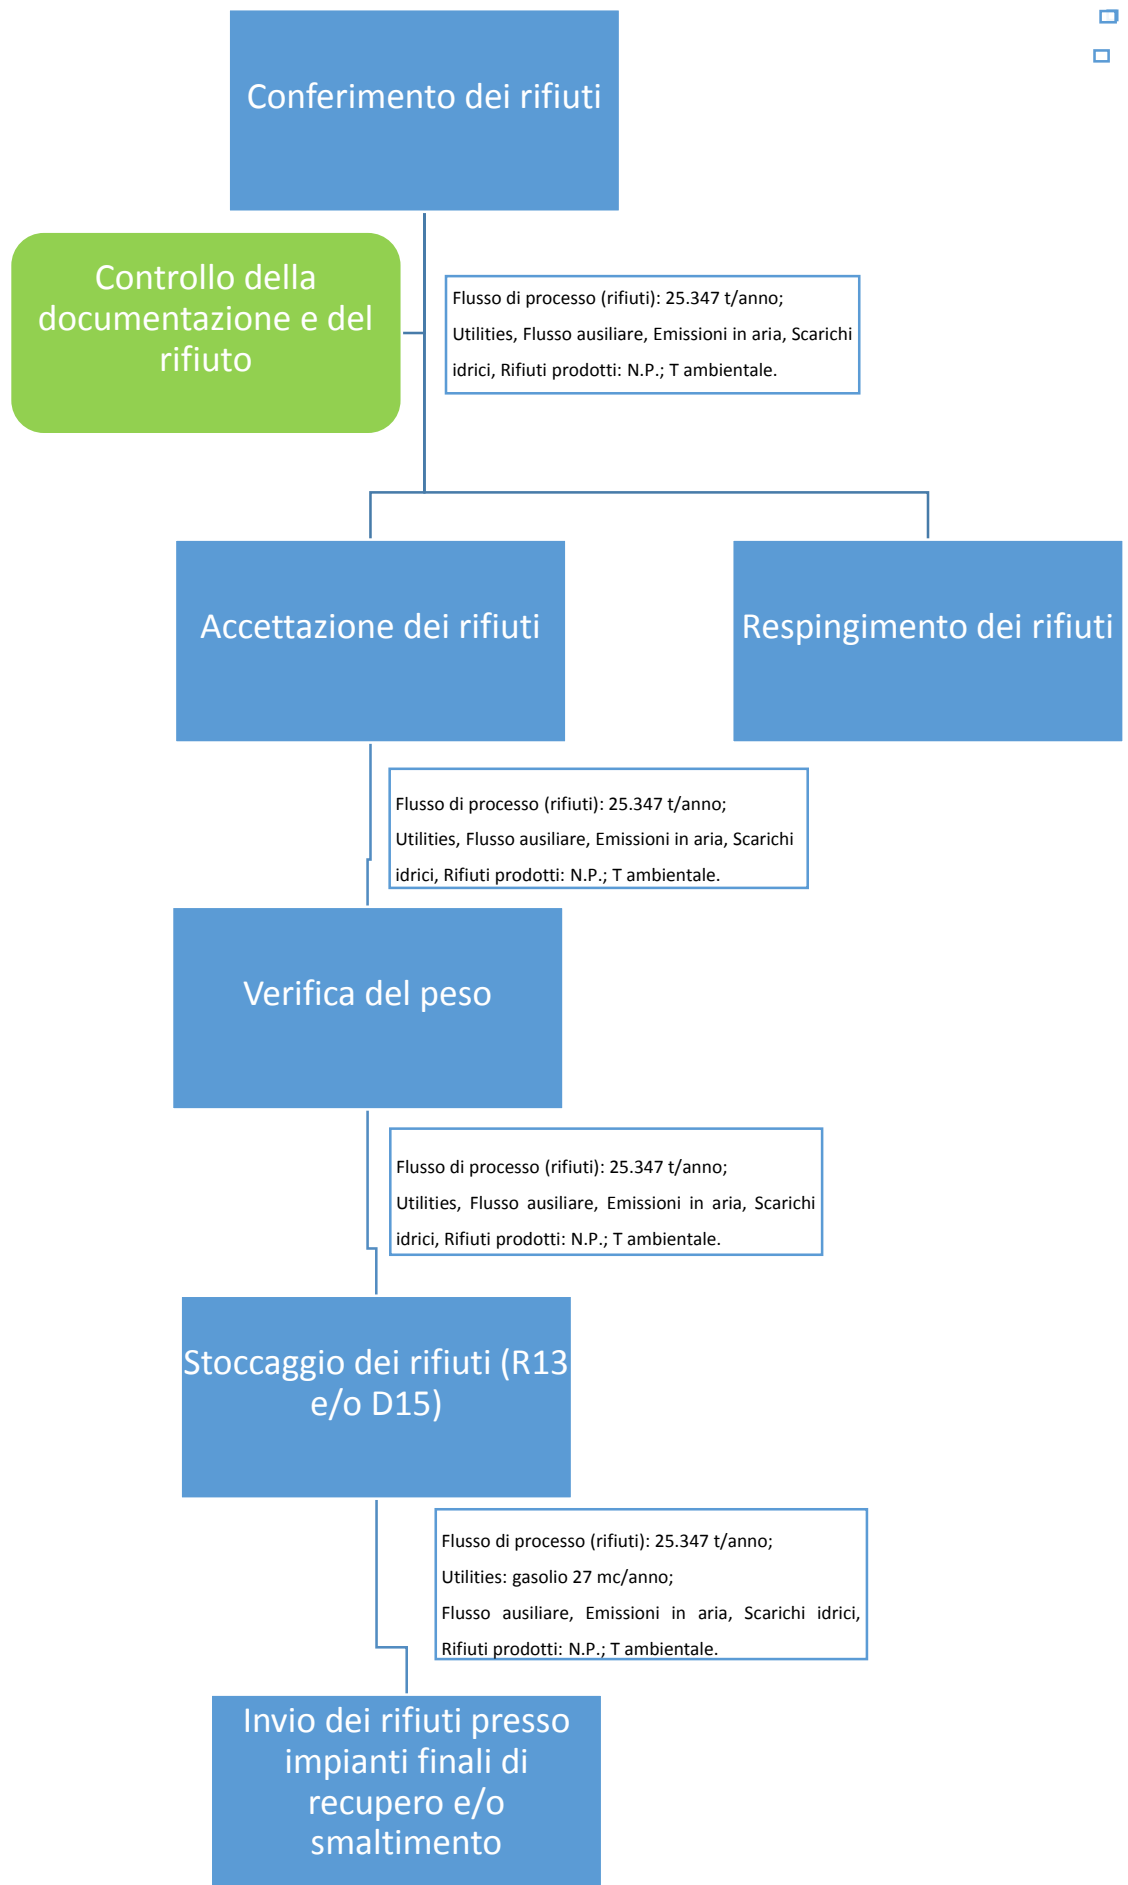 Conferimento dei rifiuti
Controllo della
documentazione e del
rifiuto
Flusso di processo (rifiuti): 25.347 t/anno;
Utilities, Flusso ausiliare, Emissioni in aria, Scarichi
idrici, Rifiuti prodotti: N.P.; T ambientale.
Accettazione dei rifiuti
Respingimento dei rifiuti
Flusso di processo (rifiuti): 25.347 t/anno;
Utilities, Flusso ausiliare, Emissioni in aria, Scarichi
idrici, Rifiuti prodotti: N.P.; T ambientale.
Verifica del peso
Flusso di processo (rifiuti): 25.347 t/anno;
Utilities, Flusso ausiliare, Emissioni in aria, Scarichi
idrici, Rifiuti prodotti: N.P.; T ambientale.
Stoccaggio dei rifiuti (R13
e/o D15)
Flusso di processo (rifiuti): 25.347 t/anno;
Utilities: gasolio 27 mc/anno;
Flusso ausiliare, Emissioni in aria, Scarichi idrici,
Rifiuti prodotti: N.P.; T ambientale.
Invio dei rifiuti presso
impianti finali di
recupero e/o
smaltimento